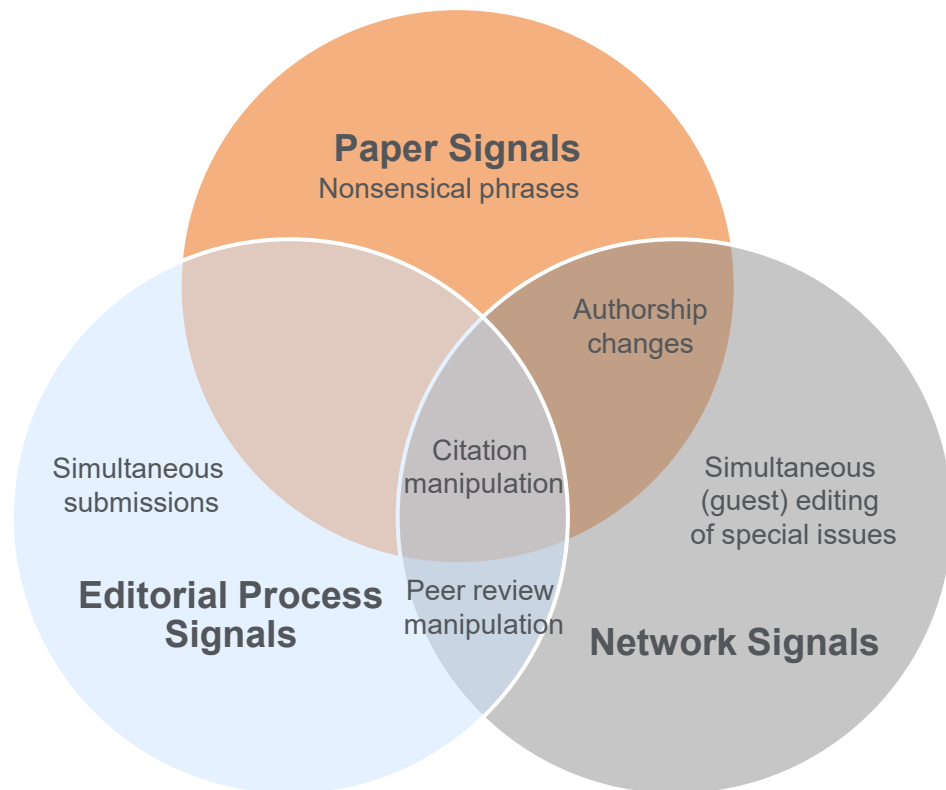 Paper Signals
Nonsensical phrases
Authorship
changes
Citation
manipulation
Simultaneous
submissions
Simultaneous
(guest) editing
of special issues
Editorial Process
Signals
Peer review
manipulation
Network Signals